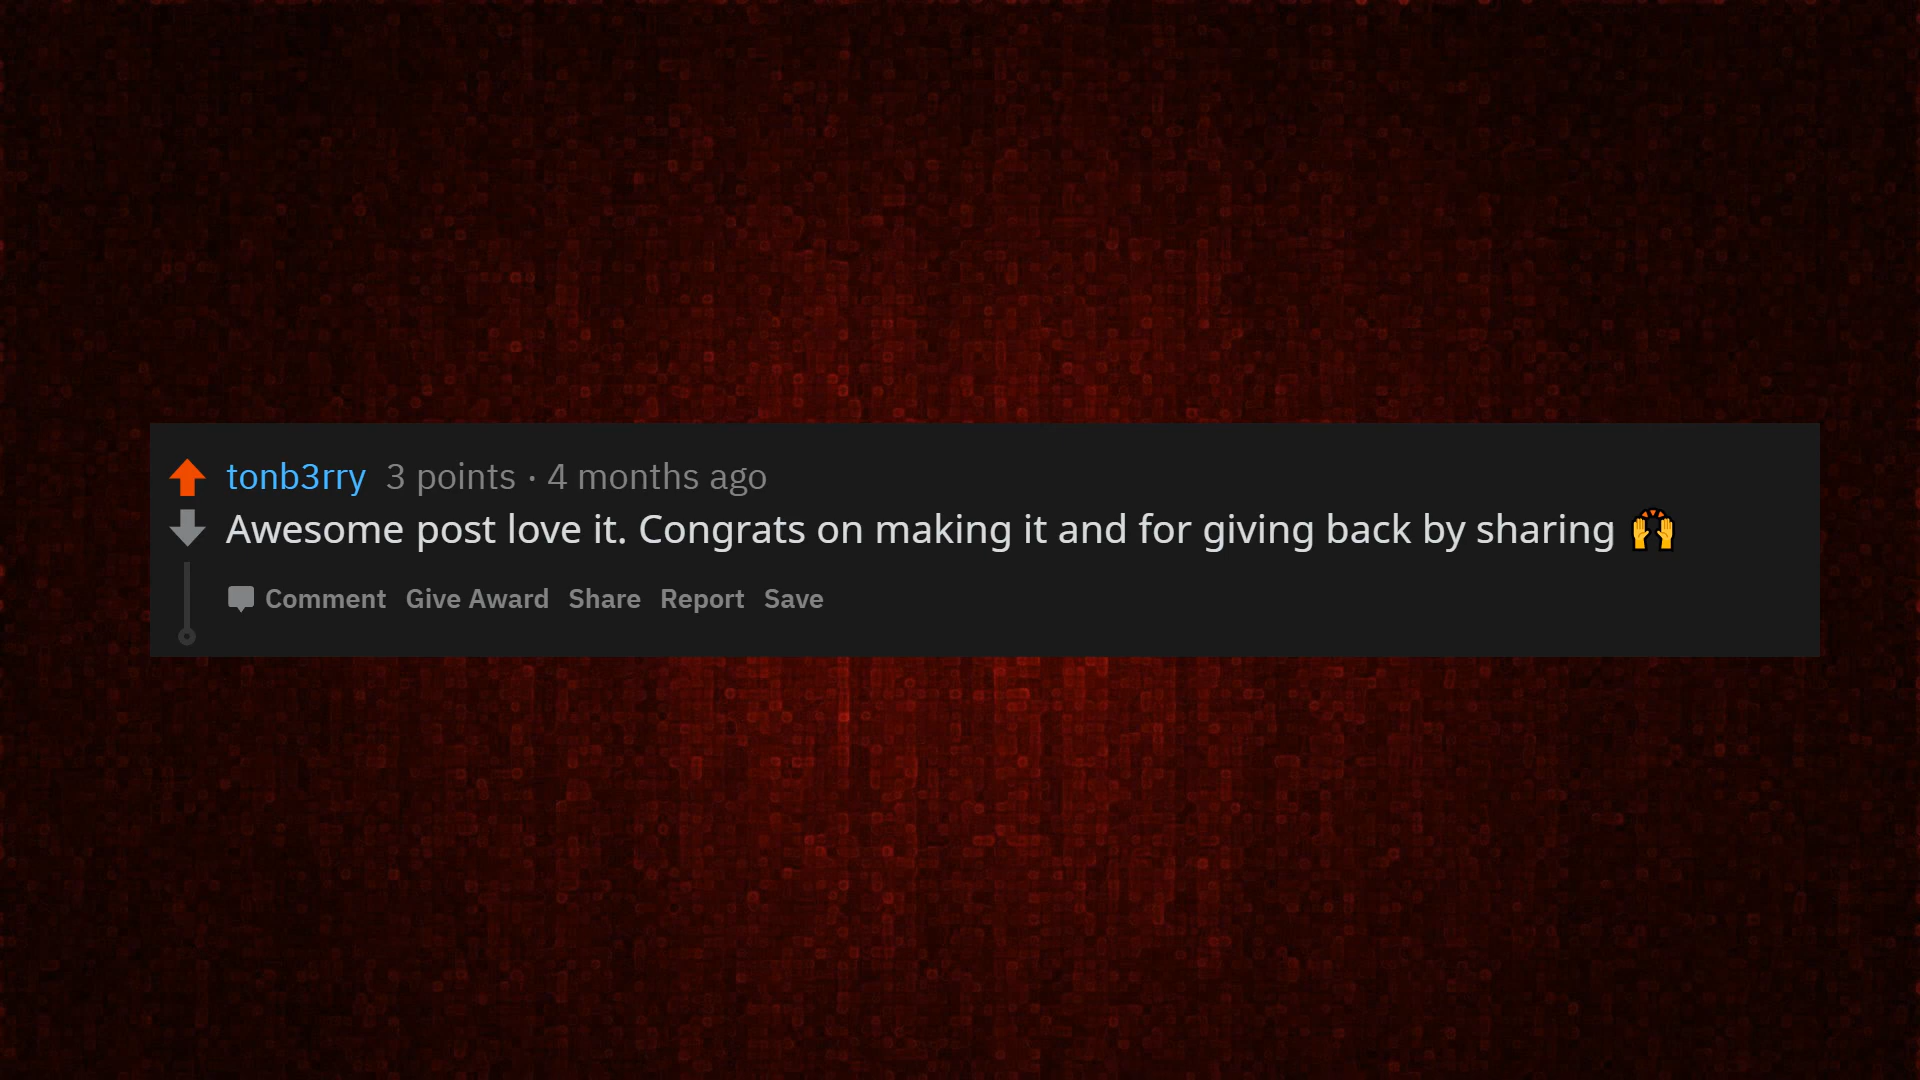 tonb3rry 3 points · 4 months ago
Awesome post love it. Congrats on making it and for giving back by sharing 🙌
Comment Give Award Share Report Save